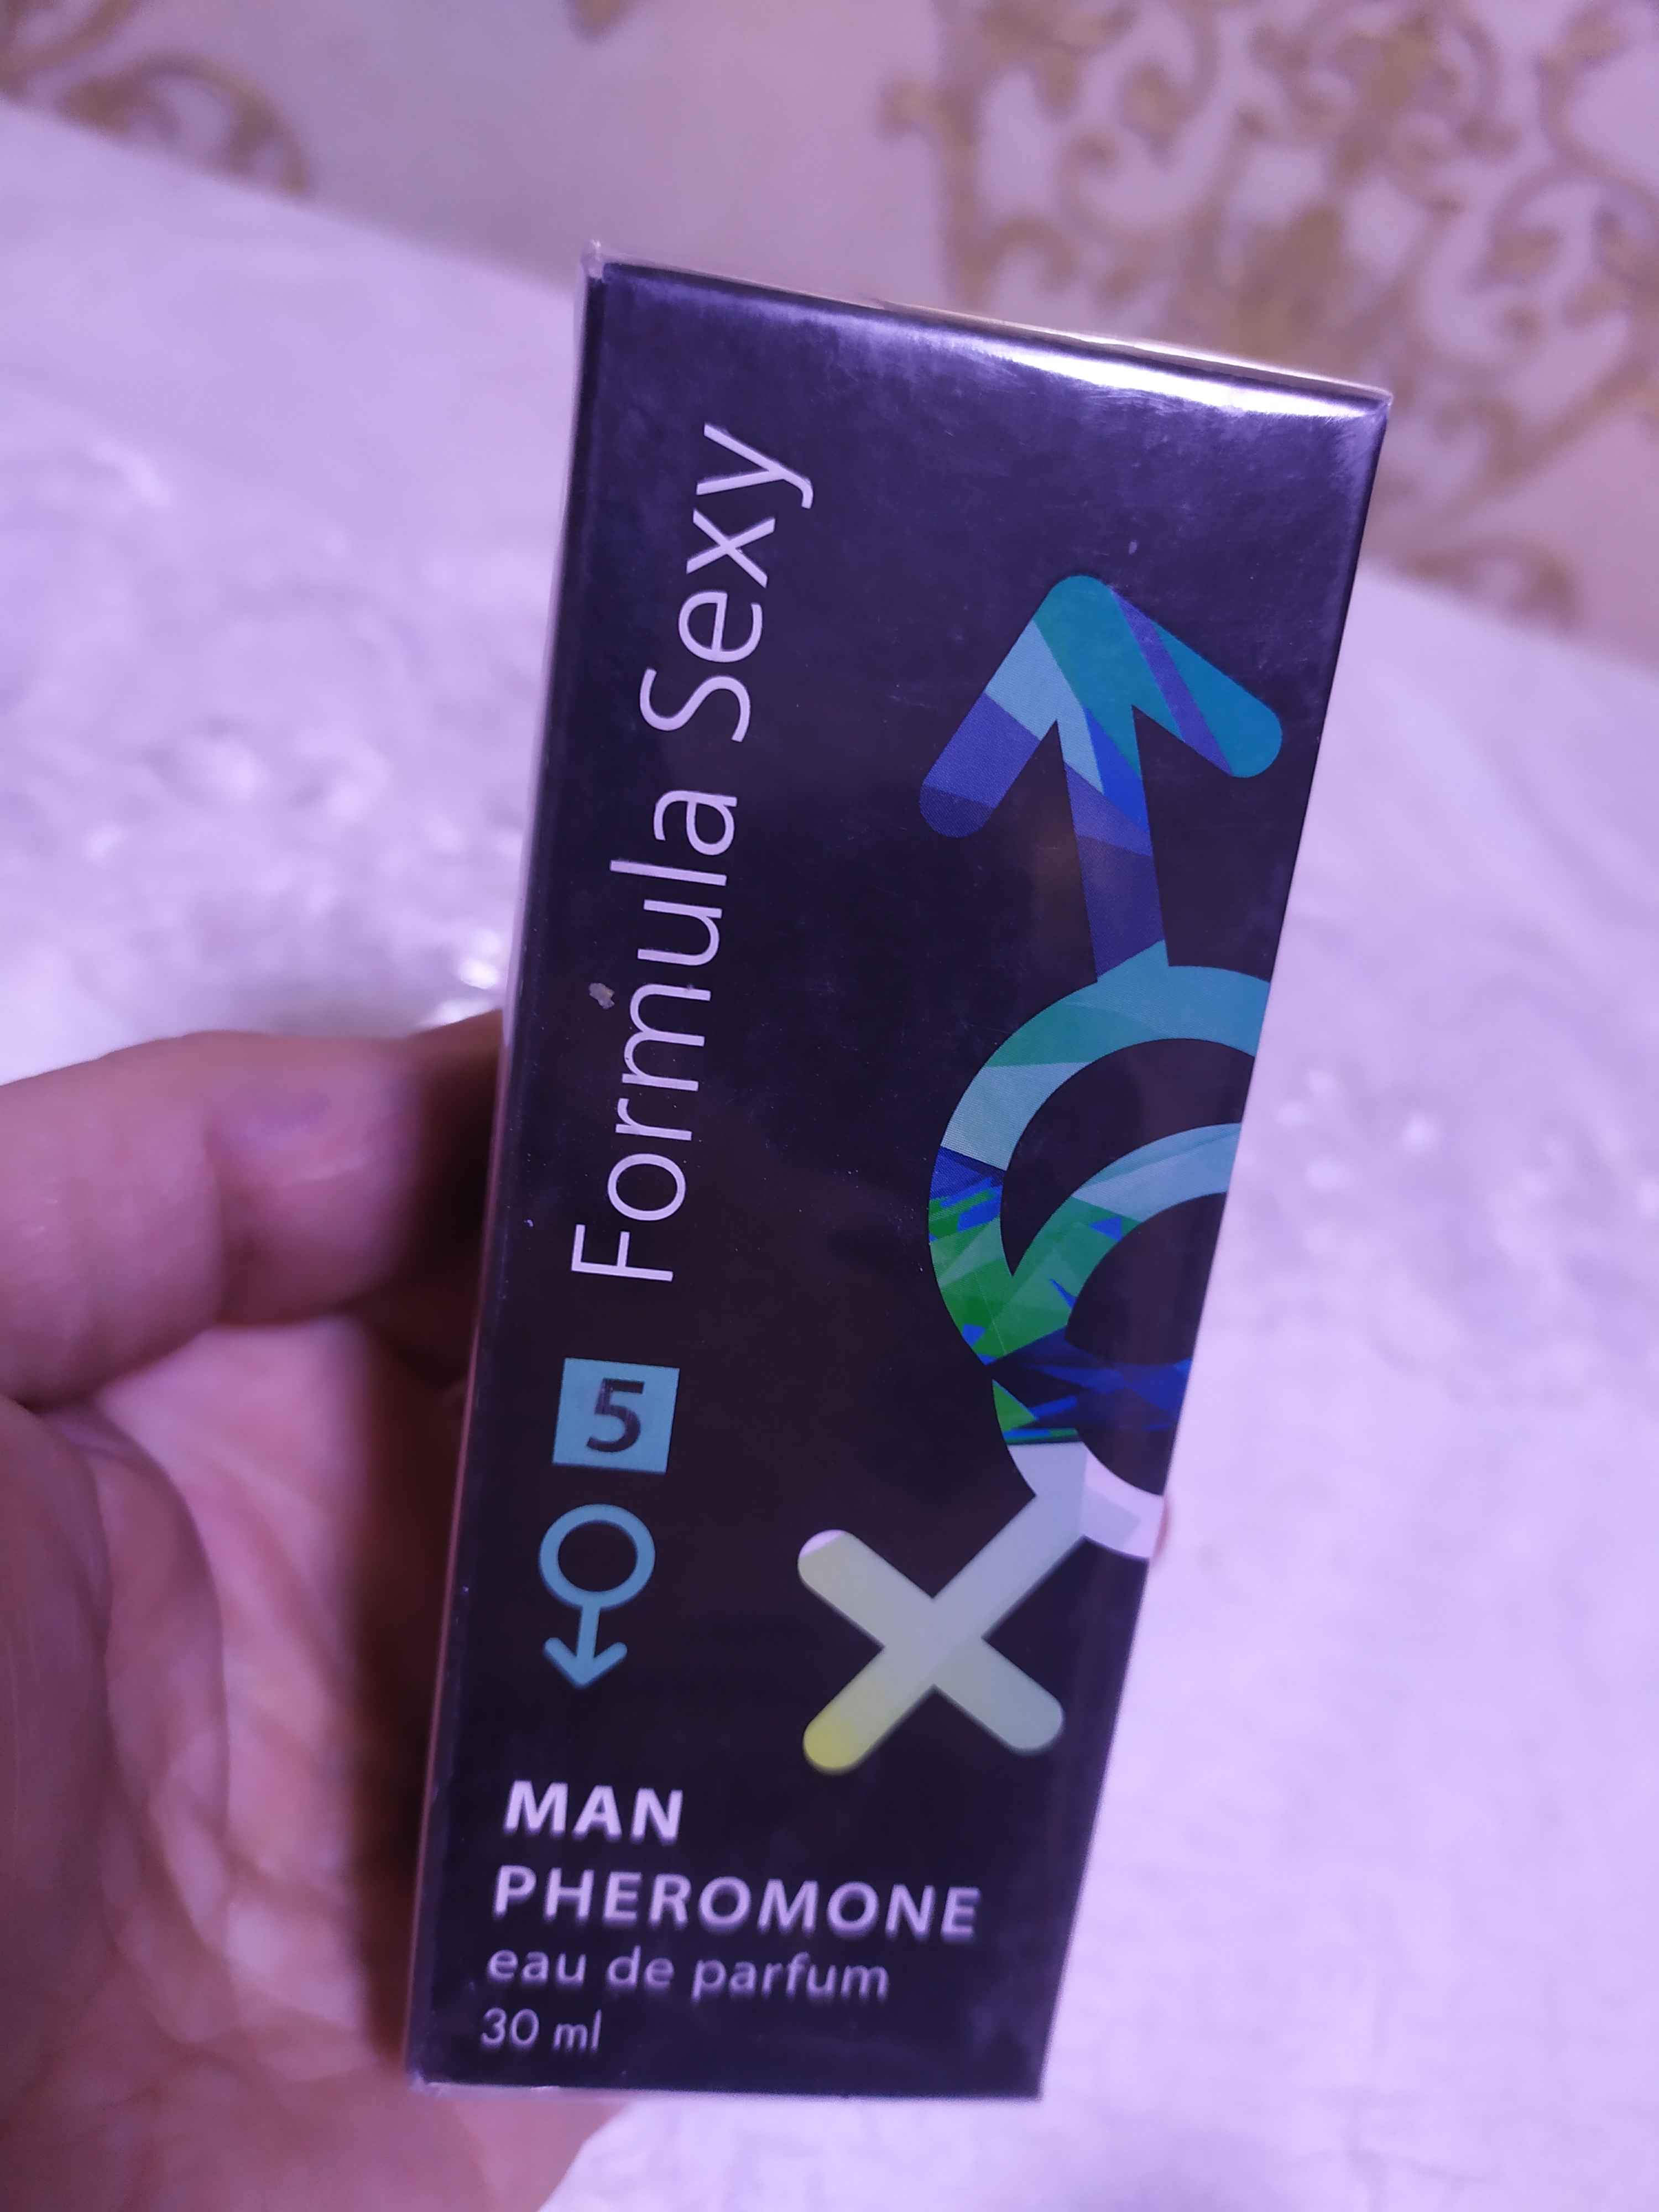 Formula Sexy
5
MAN
PHEROMONE
eau de parfum
30 ml